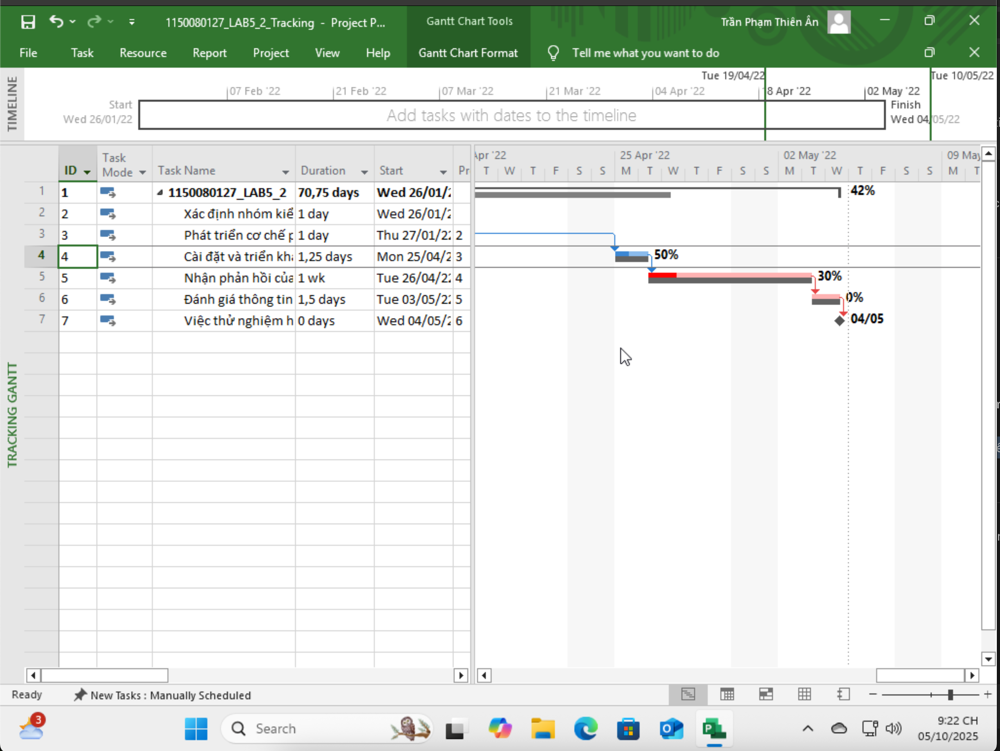 1150080127_LAB5_2_Tracking - Project P...
Gantt Chart Tools
Trần Phạm Thiên Ân
File Task Resource Report Project View Help Gantt Chart Format Tell me what you want to do
TIMELINE
Tue 19/04/22 Tue 10/05/22
07 Feb '22 21 Feb '22 07 Mar '22 21 Mar '22 04 Apr '22 8 Apr '22 02 May '22
Start
Wed 26/01/22
Add tasks with dates to the timeline
Finish
Wed 04/05/22
ID Task Mode Task Name Duration Start Pr
Apr '22 25 Apr '22 02 May '22 09 May
T W T F S S M T W T F S S M T W T F S S M T
1 1 1150080127_LAB5_2 70,75 days Wed 26/01/2 42%
2 2 Xác định nhóm kiể 1 day Wed 26/01/2
3 3 Phát triển cơ chế p 1 day Thu 27/01/22 2
4 4 Cài đặt và triển kha 1,25 days Mon 25/04/2 3 50%
5 5 Nhận phản hồi của 1 wk Tue 26/04/22 4 30%
6 6 Đánh giá thông tin 1,5 days Tue 03/05/22 5 0%
7 7 Việc thử nghiệm h 0 days Wed 04/05/2 6 04/05
TRACKING GANTT
Ready New Tasks : Manually Scheduled
3
Search
9:22 CH
05/10/2025